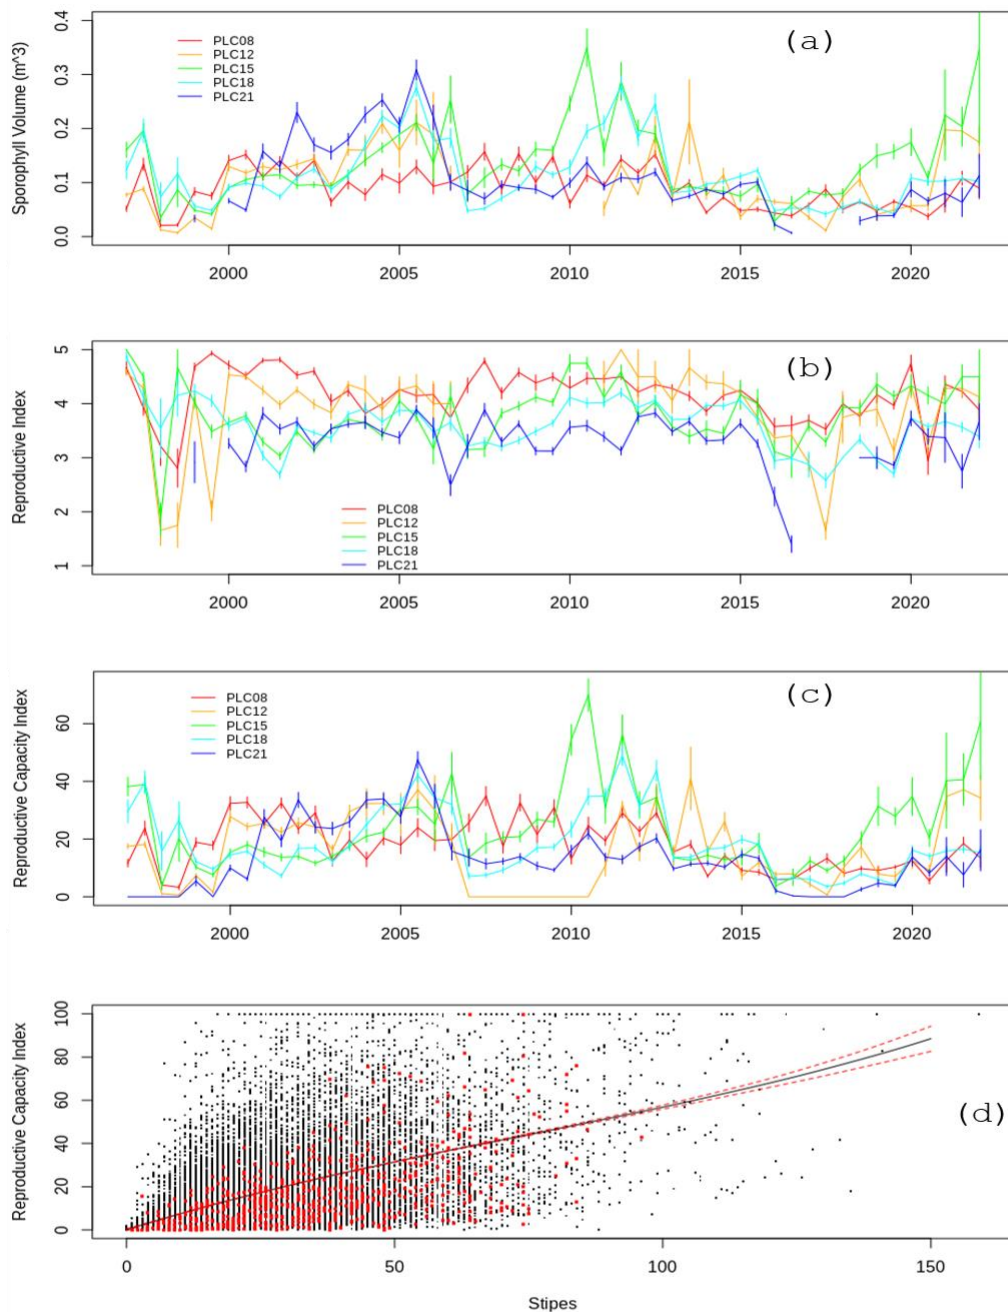 Sporophyll Volume (m^3)
0.0 0.1 0.2 0.3 0.4
PLC08
PLC12
PLC15
PLC18
PLC21
(a)
2000 2005 2010 2015 2020
Reproductive Index
1 2 3 4 5
PLC08
PLC12
PLC15
PLC18
PLC21
(b)
2000 2005 2010 2015 2020
Reproductive Capacity Index
0 20 40 60
PLC08
PLC12
PLC15
PLC18
PLC21
(c)
2000 2005 2010 2015 2020
Reproductive Capacity Index
0 20 40 60 80 100
(d)
0 50 100 150
Stipes